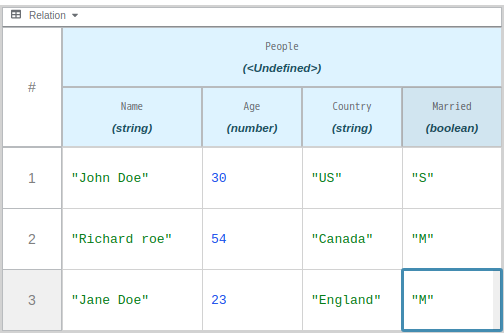 Relation
#
People
(<Undefined>)
Name Age Country Married
(string) (number) (string) (boolean)
1 "John Doe" 30 "US" "S"
2 "Richard roe" 54 "Canada" "M"
3 "Jane Doe" 23 "England" "M"